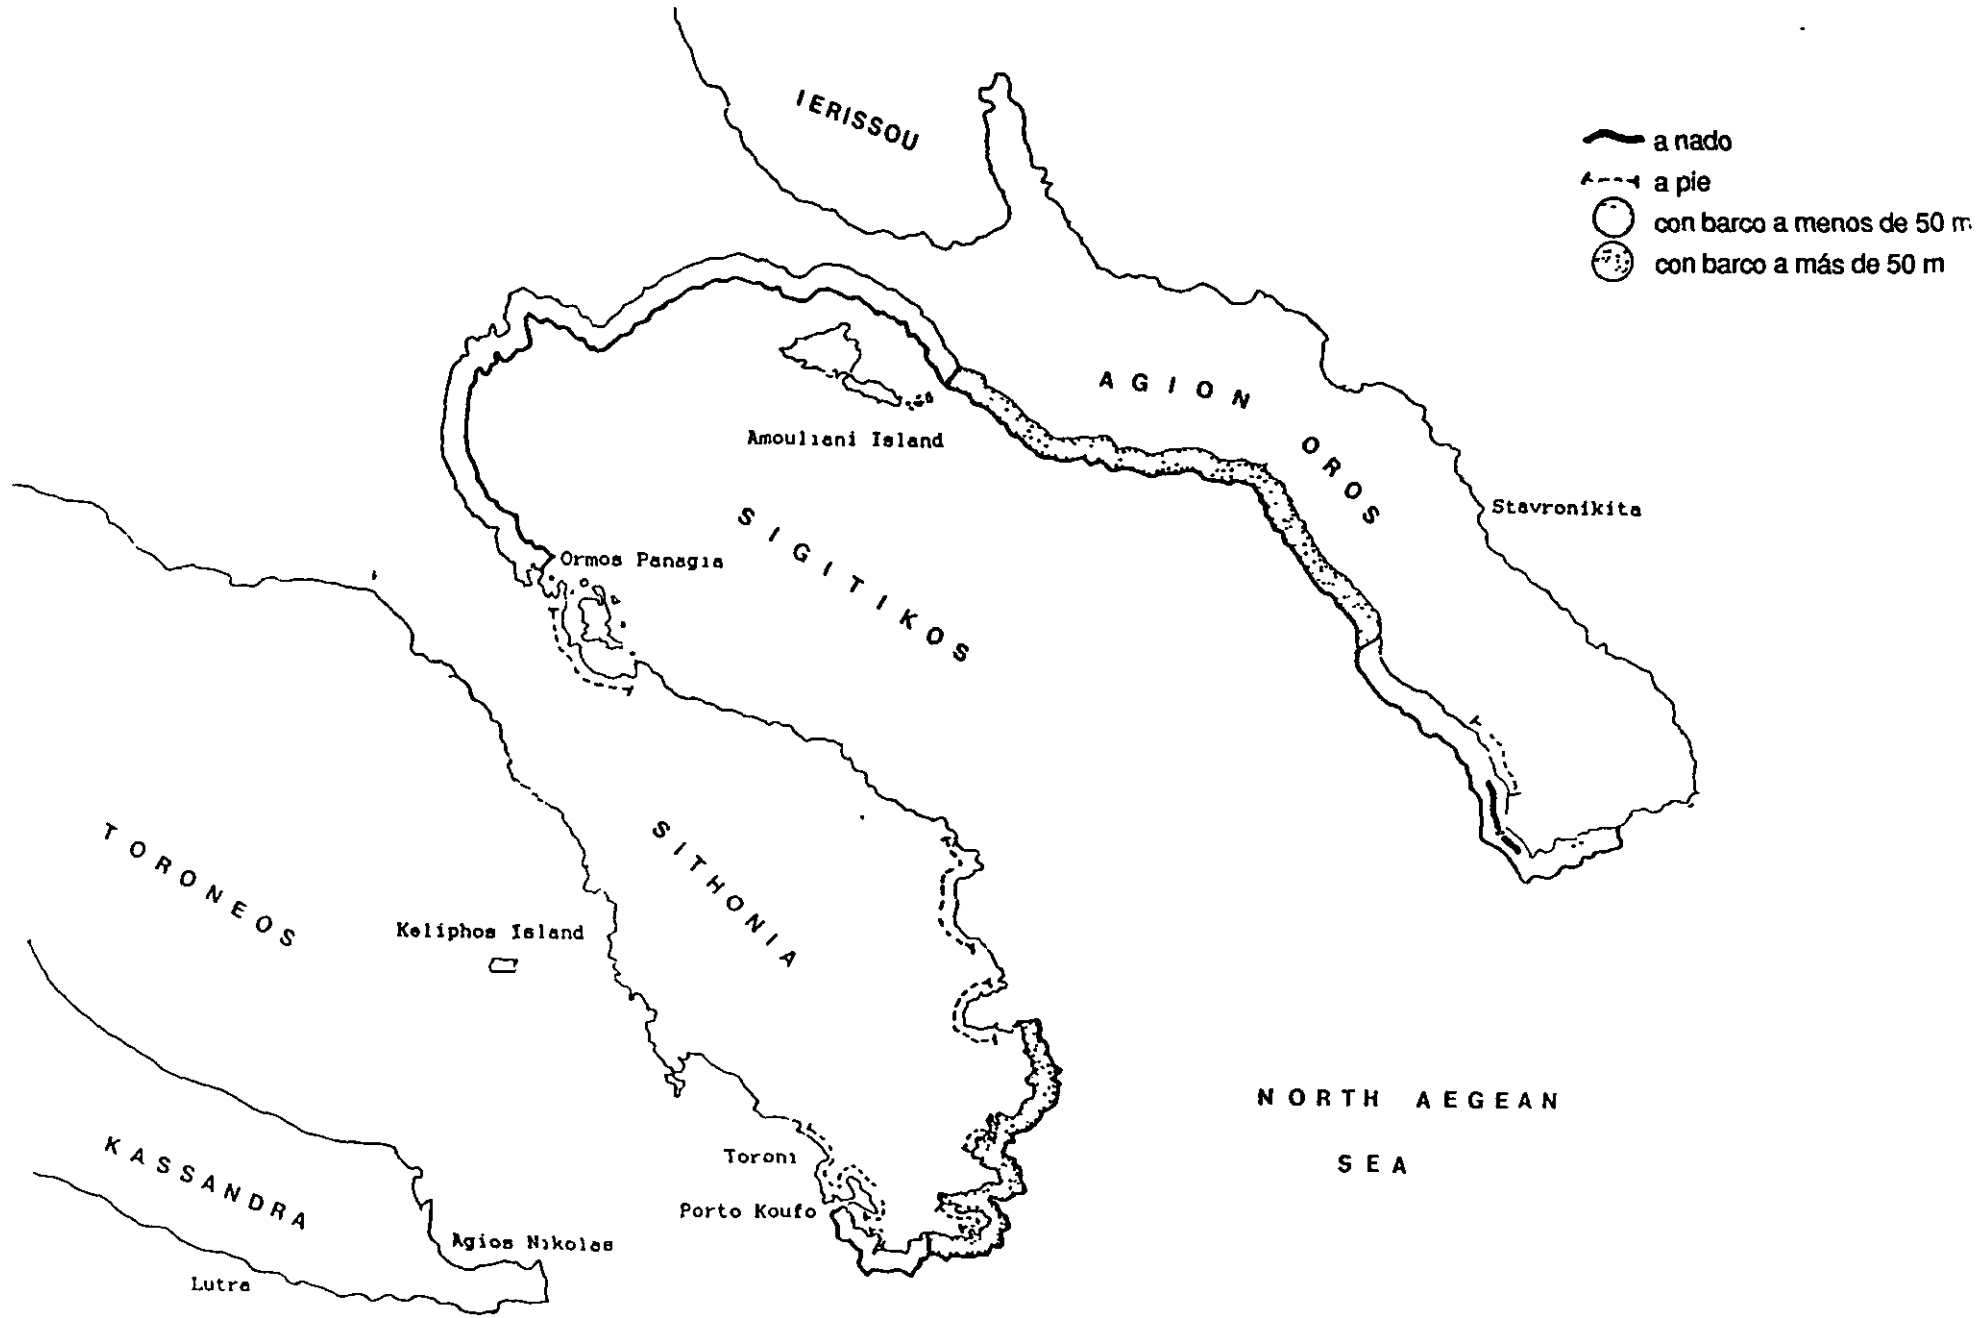 IERISSOU
a nado
a pie
con barco a menos de 50 m
con barco a más de 50 m
AGION OROS
Amouliani Island
Stavronikita
SIGITIKOS
Ormos Panagia
TORONEOS
SITHONIA
Keliphos Island
NORTH AEGEAN
SEA
KASSANDRA
Toroni
Porto Koufo
Agios Nikolas
Lutra